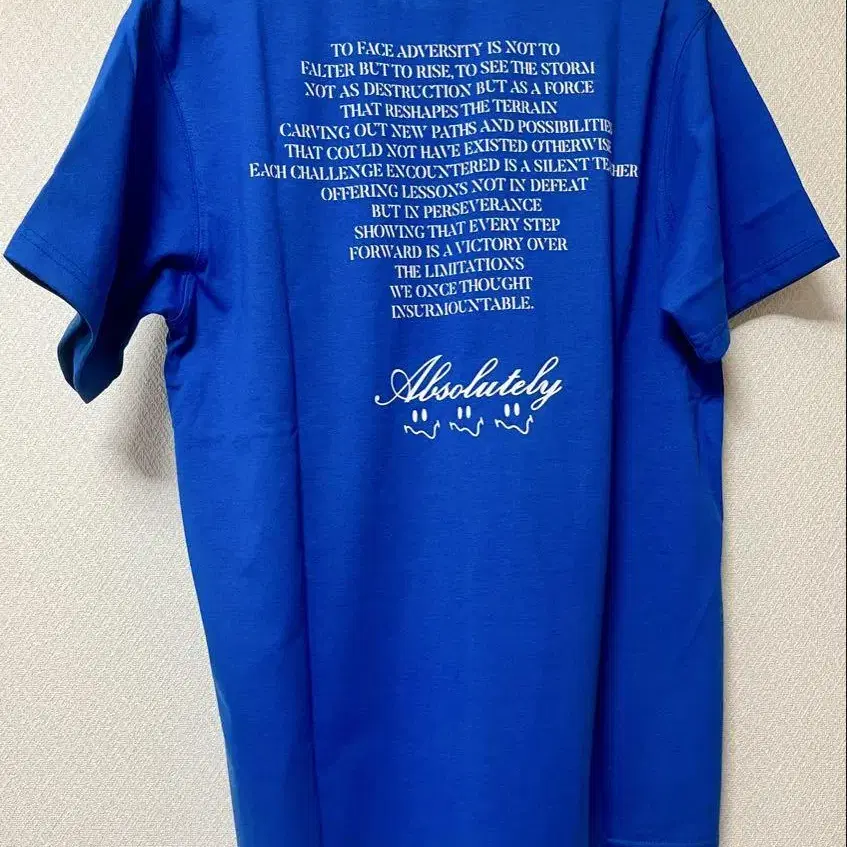 TO FACE ADVERSITY IS NOT TO
FALTER BUT TO RISE, TO SEE THE STORM
NOT AS DESTRUCTION BUT AS A FORCE
THAT RESHAPES THE TERRAIN
CARVING OUT NEW PATHS AND POSSIBILITIES
THAT COULD NOT HAVE EXISTED OTHERWISE
EACH CHALLENGE ENCOUNTERED IS A SILENT TEACHER
OFFERING LESSONS NOT IN DEFEAT
BUT IN PERSEVERANCE
SHOWING THAT EVERY STEP
FORWARD IS A VICTORY OVER
THE LIMITATIONS
WE ONCE THOUGHT
INSURMOUNTABLE.
Absolutely